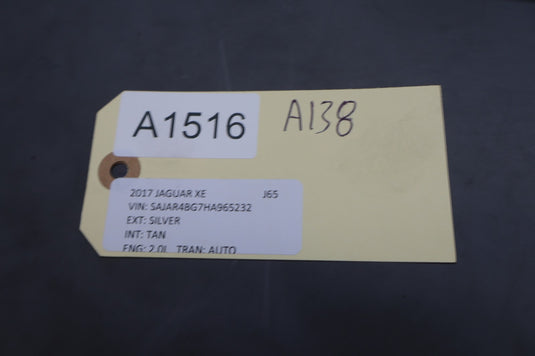 A1516
A138
2017 JAGUAR XE J65
VIN: SAJAR4BG7HA965232
EXT: SILVER
INT: TAN
ENG: 2.0L TRAN: AUTO